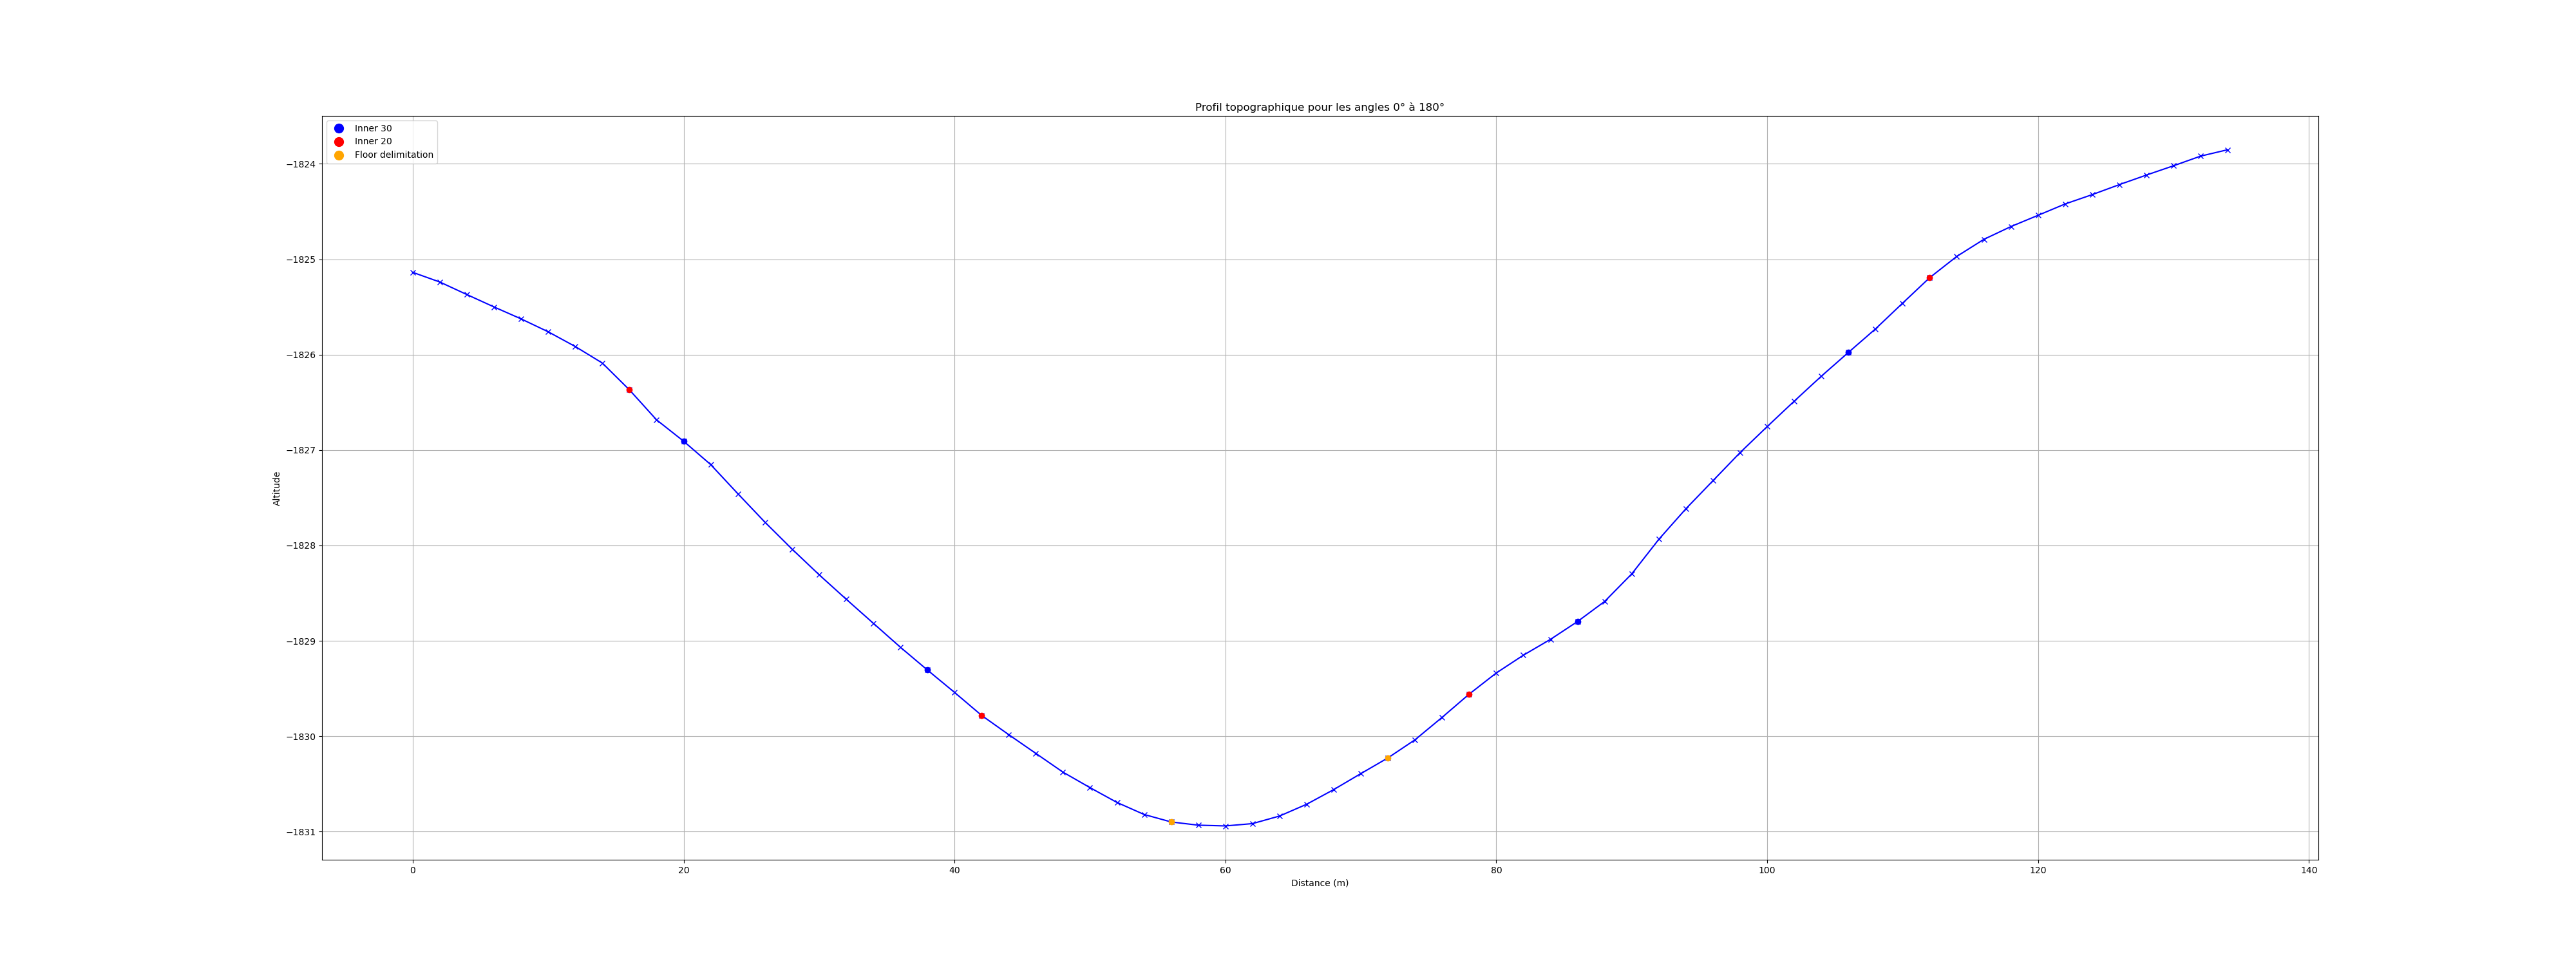 Profil topographique pour les angles 0° à 180°
Inner 30
Inner 20
Floor delimitation
−1824
−1825
−1826
−1827
−1828
−1829
−1830
−1831
Altitude
0 20 40 60 80 100 120 140
Distance (m)